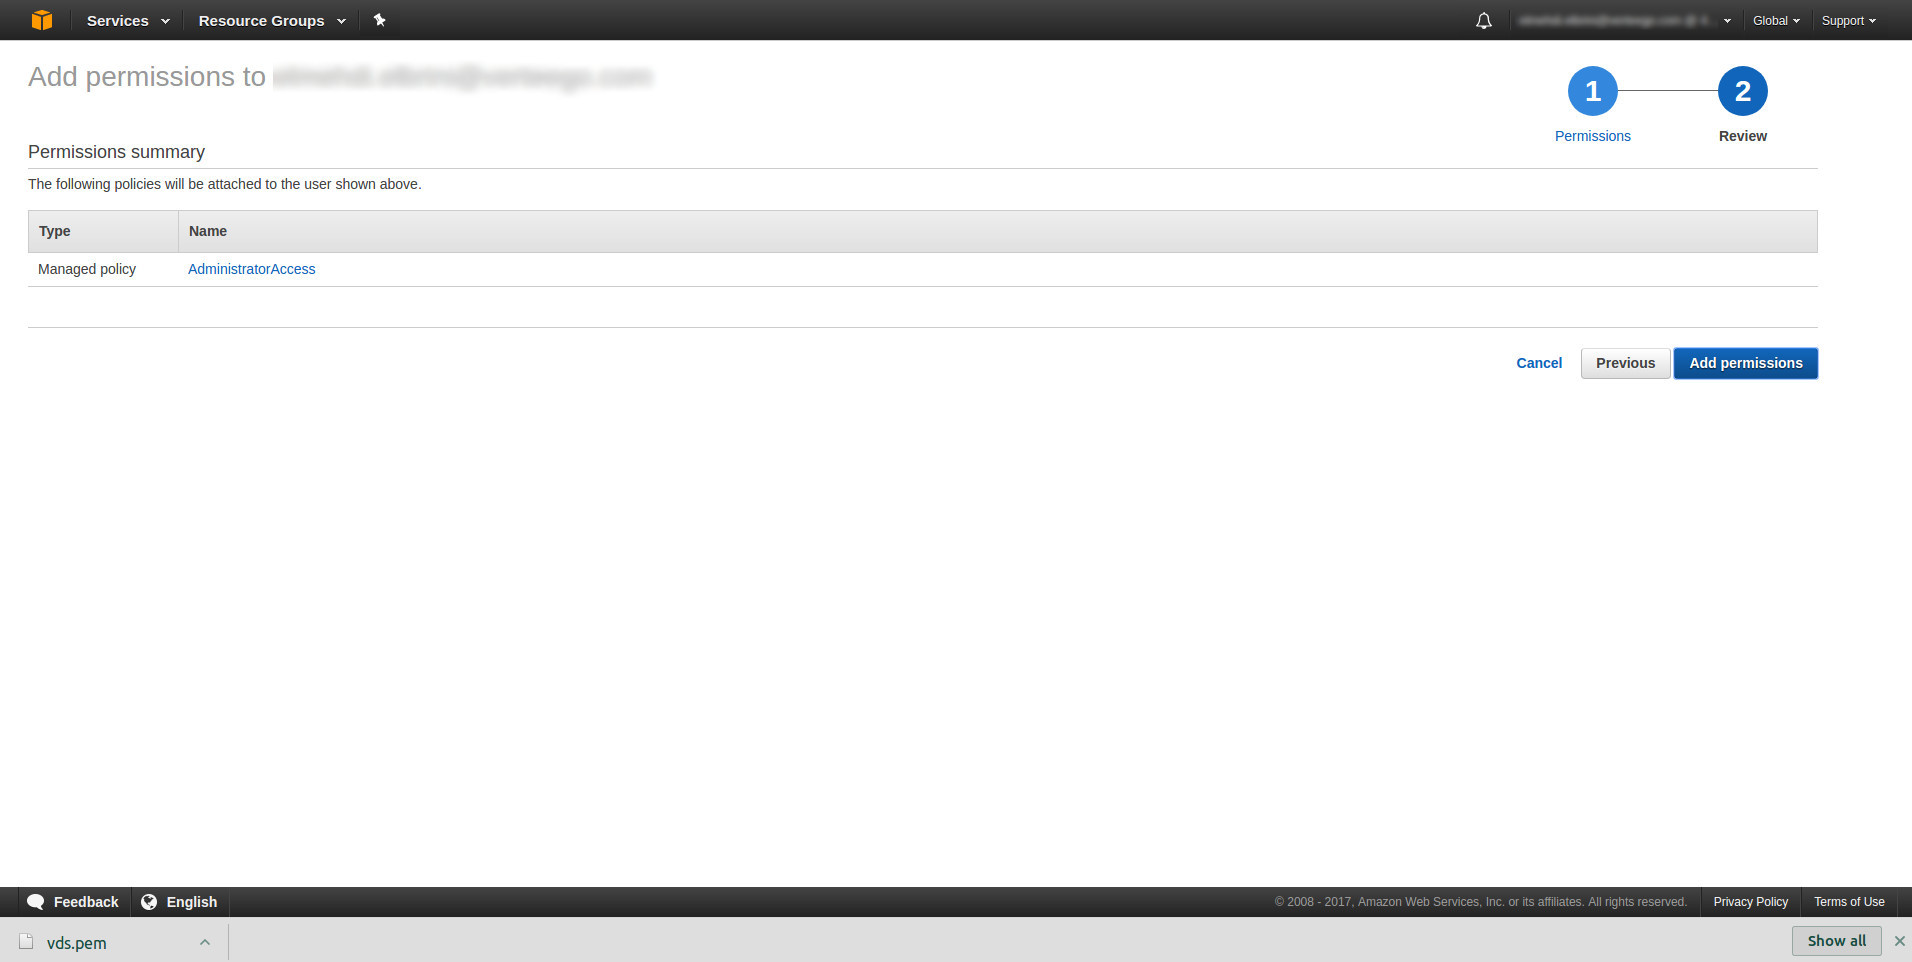 Services Resource Groups Global Support
Add permissions to
1 2
Permissions Review
Permissions summary
The following policies will be attached to the user shown above.
Type Name
Managed policy AdministratorAccess
Cancel Previous Add permissions
Feedback English © 2008 - 2017, Amazon Web Services, Inc. or its affiliates. All rights reserved. Privacy Policy Terms of Use
vds.pem Show all